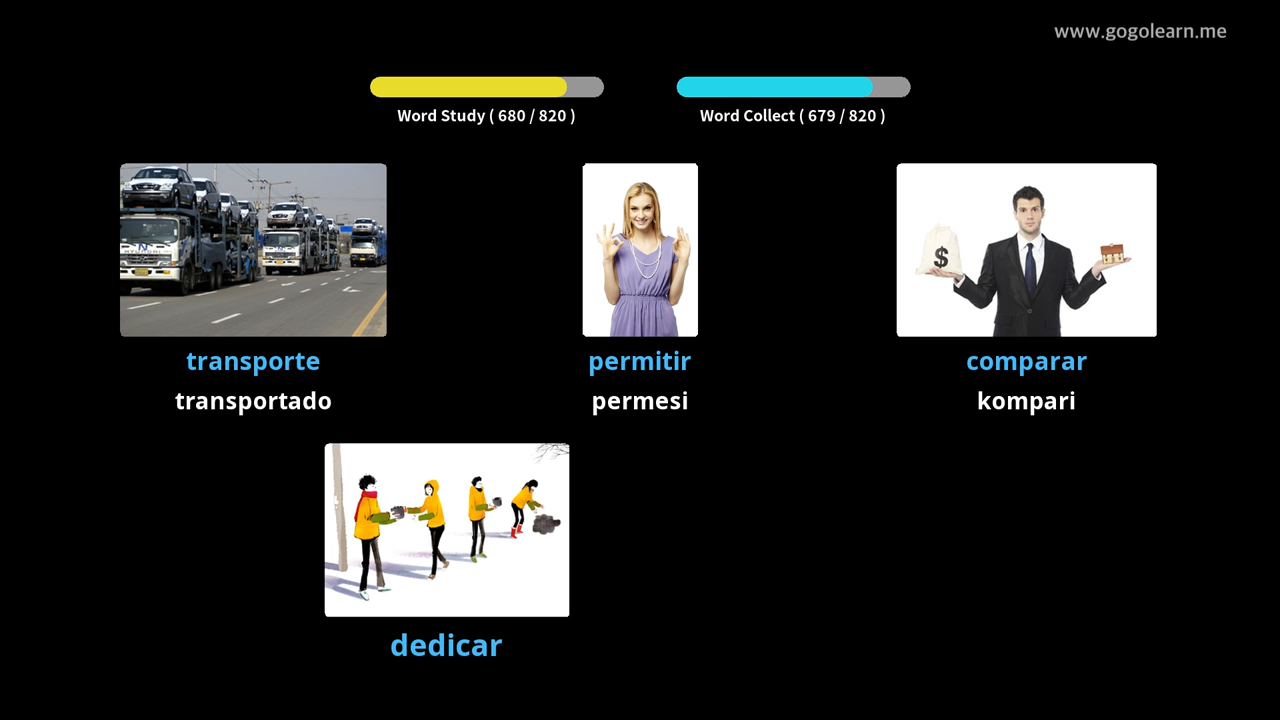 www.gogolearn.me
Word Study ( 680 / 820 )
Word Collect ( 679 / 820 )
$
transporte
permitir
comparar
transportado
permesi
kompari
dedicar